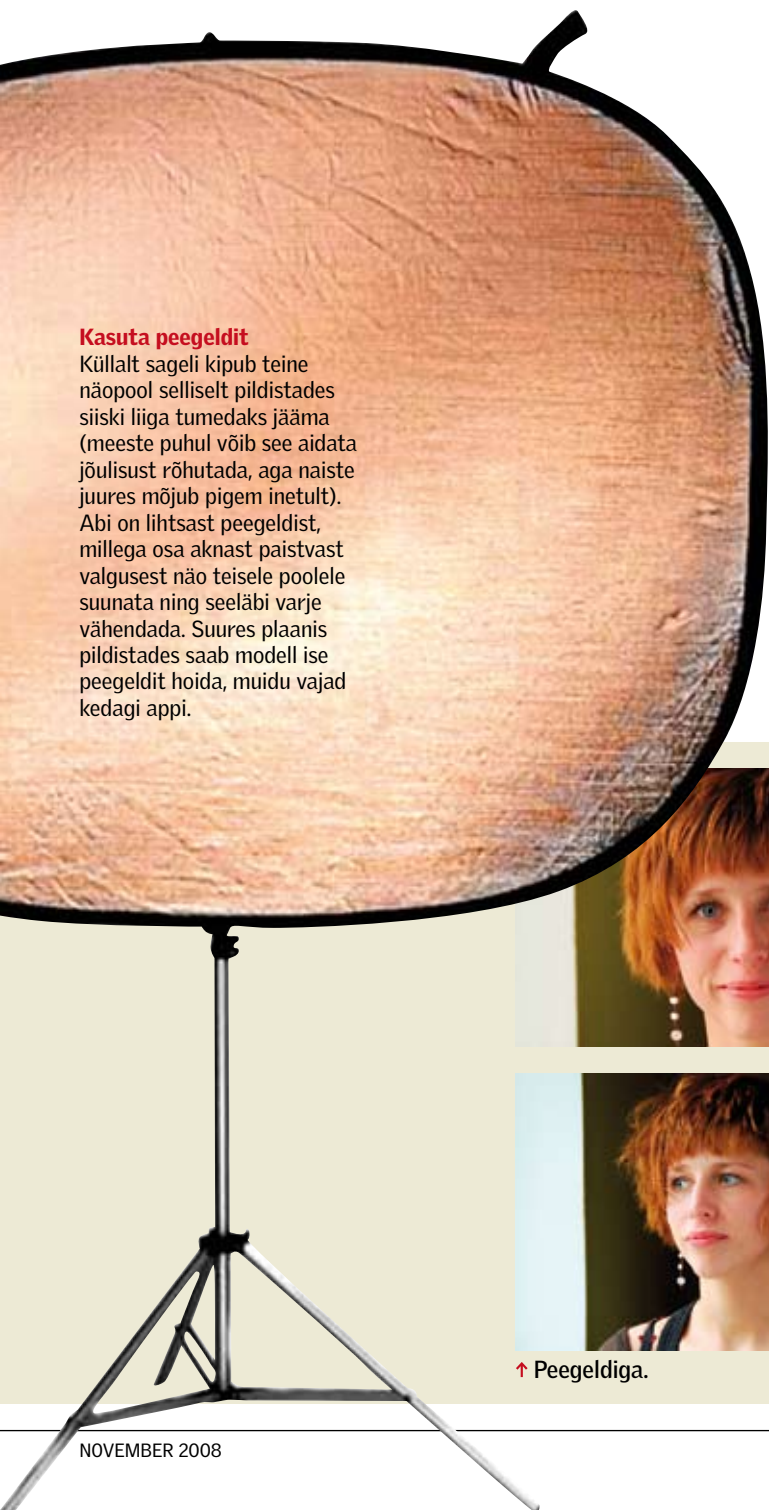 Kasuta peegeldit
Küllalt sageli kipub teine
näopool selliselt pildistades
siiski liiga tumedaks jääma
(meeste puhul võib see aidata
jõulisust rõhutada, aga naiste
juures mõjub pigem inetult).
Abi on lihtsast peegeldist,
millega osa aknast paistvast
valgusest näo teisele poolele
suunata ning seeläbi varje
vähendada. Suures plaanis
pildistades saab modell ise
peegeldit hoida, muidu vajad
kedagi appi.
↑ Peegeldiga.
NOVEMBER 2008